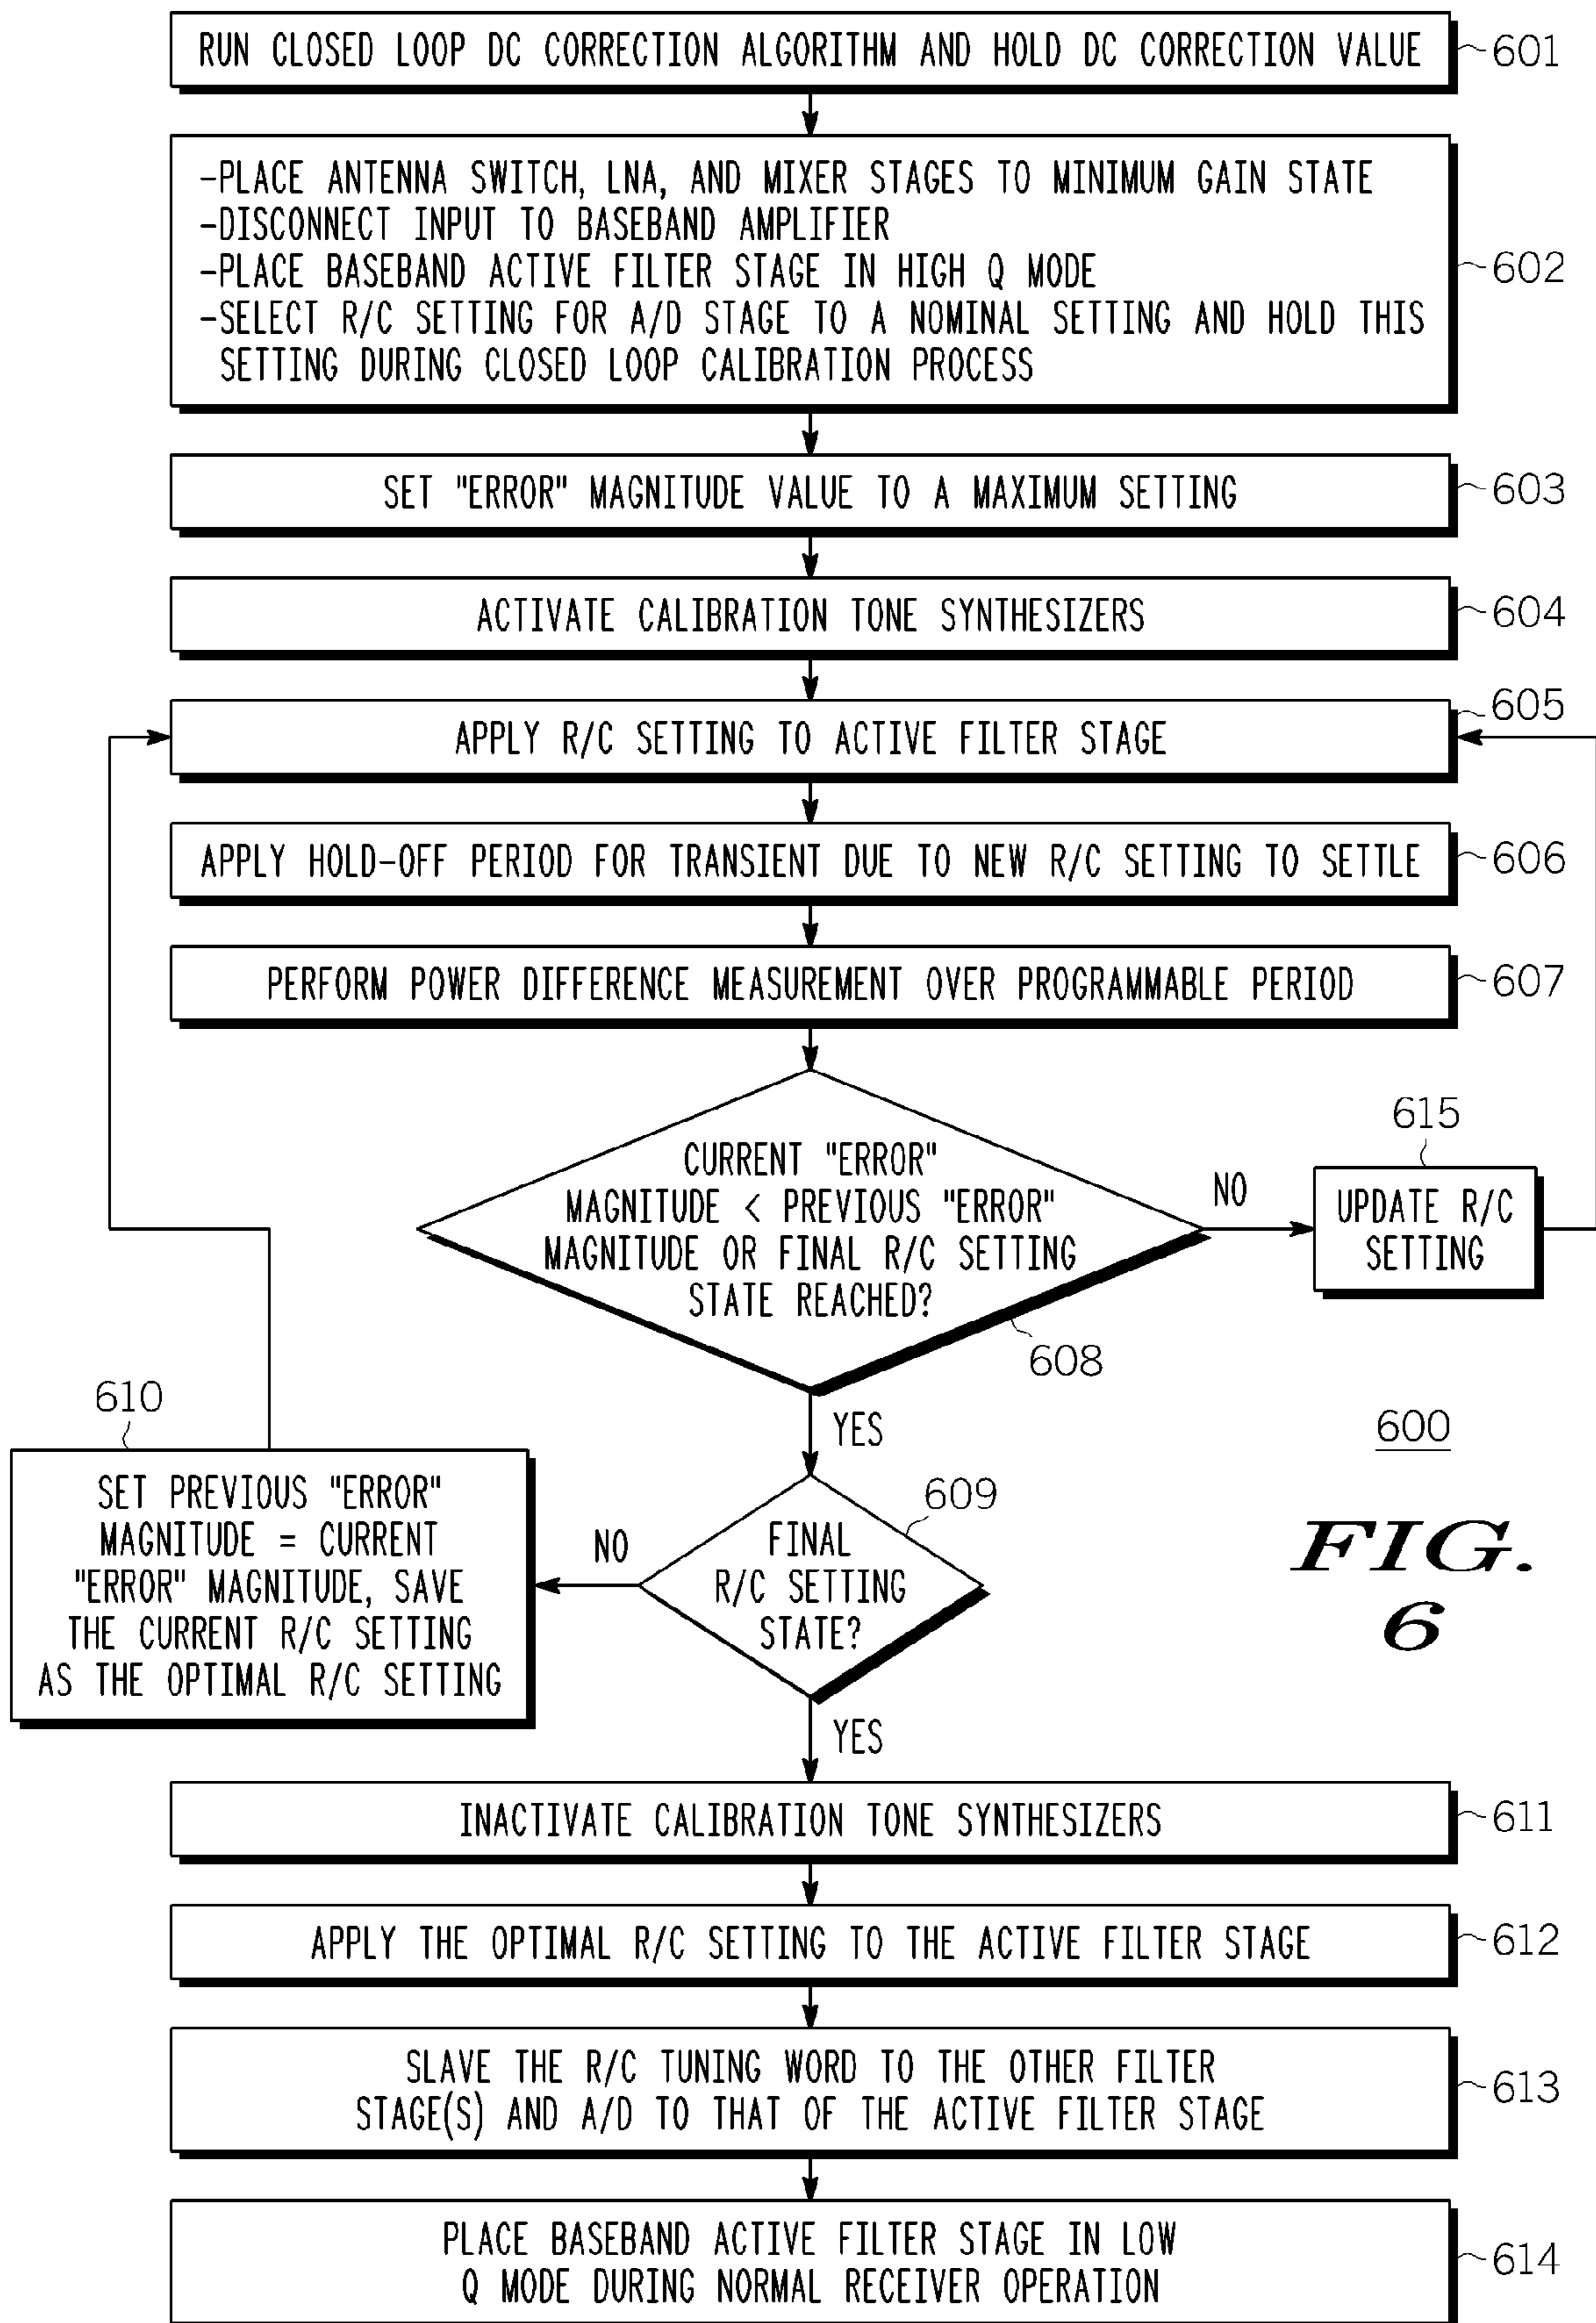 RUN CLOSED LOOP DC CORRECTION ALGORITHM AND HOLD DC CORRECTION VALUE
601
-PLACE ANTENNA SWITCH, LNA, AND MIXER STAGES TO MINIMUM GAIN STATE
-DISCONNECT INPUT TO BASEBAND AMPLIFIER
-PLACE BASEBAND ACTIVE FILTER STAGE IN HIGH Q MODE
-SELECT R/C SETTING FOR A/D STAGE TO A NOMINAL SETTING AND HOLD THIS
SETTING DURING CLOSED LOOP CALIBRATION PROCESS
602
SET "ERROR" MAGNITUDE VALUE TO A MAXIMUM SETTING
603
ACTIVATE CALIBRATION TONE SYNTHESIZERS
604
APPLY R/C SETTING TO ACTIVE FILTER STAGE
605
APPLY HOLD-OFF PERIOD FOR TRANSIENT DUE TO NEW R/C SETTING TO SETTLE
606
PERFORM POWER DIFFERENCE MEASUREMENT OVER PROGRAMMABLE PERIOD
607
CURRENT "ERROR"
MAGNITUDE < PREVIOUS "ERROR"
MAGNITUDE OR FINAL R/C SETTING
STATE REACHED?
608
NO
615
UPDATE R/C
SETTING
YES
610
SET PREVIOUS "ERROR"
MAGNITUDE = CURRENT
"ERROR" MAGNITUDE, SAVE
THE CURRENT R/C SETTING
AS THE OPTIMAL R/C SETTING
NO
FINAL
R/C SETTING
STATE?
609
600
FIG.
6
YES
INACTIVATE CALIBRATION TONE SYNTHESIZERS
611
APPLY THE OPTIMAL R/C SETTING TO THE ACTIVE FILTER STAGE
612
SLAVE THE R/C TUNING WORD TO THE OTHER FILTER
STAGE(S) AND A/D TO THAT OF THE ACTIVE FILTER STAGE
613
PLACE BASEBAND ACTIVE FILTER STAGE IN LOW
Q MODE DURING NORMAL RECEIVER OPERATION
614